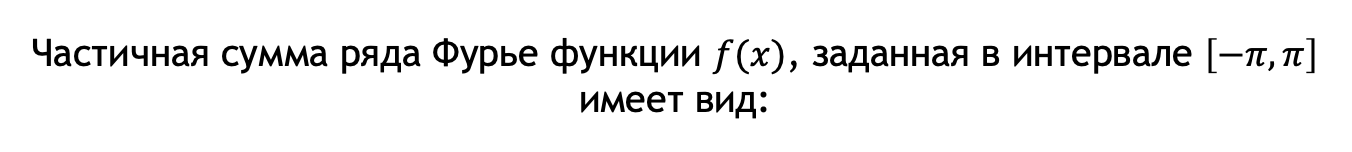 Частичная сумма ряда Фурье функции 𝑓(𝑥), заданная в интервале [−𝜋, 𝜋]
имеет вид: